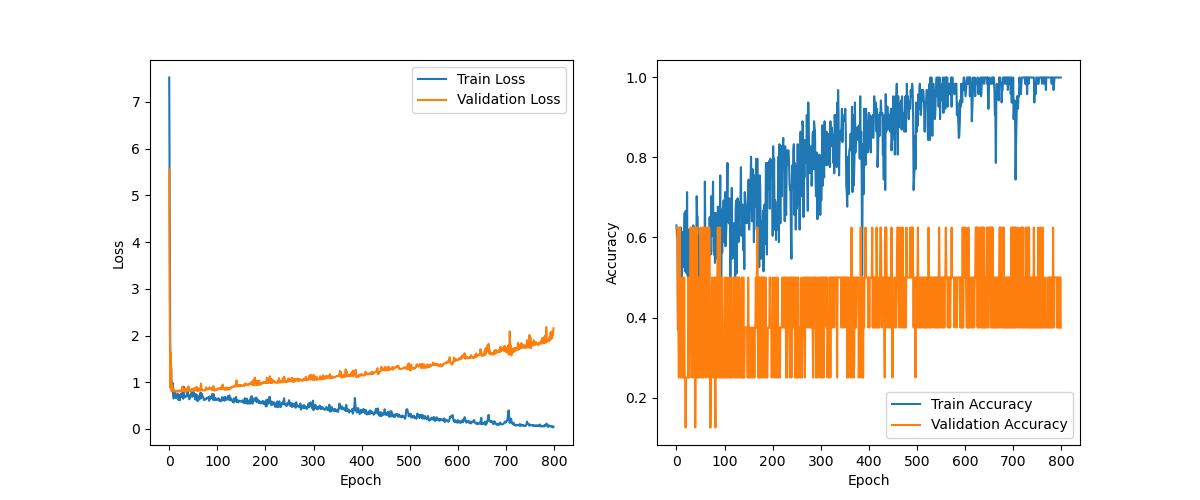 7
6
5
4
3
2
1
0
Loss
Train Loss
Validation Loss
0 100 200 300 400 500 600 700 800
Epoch
1.0
0.8
0.6
0.4
0.2
Accuracy
Train Accuracy
Validation Accuracy
0 100 200 300 400 500 600 700 800
Epoch